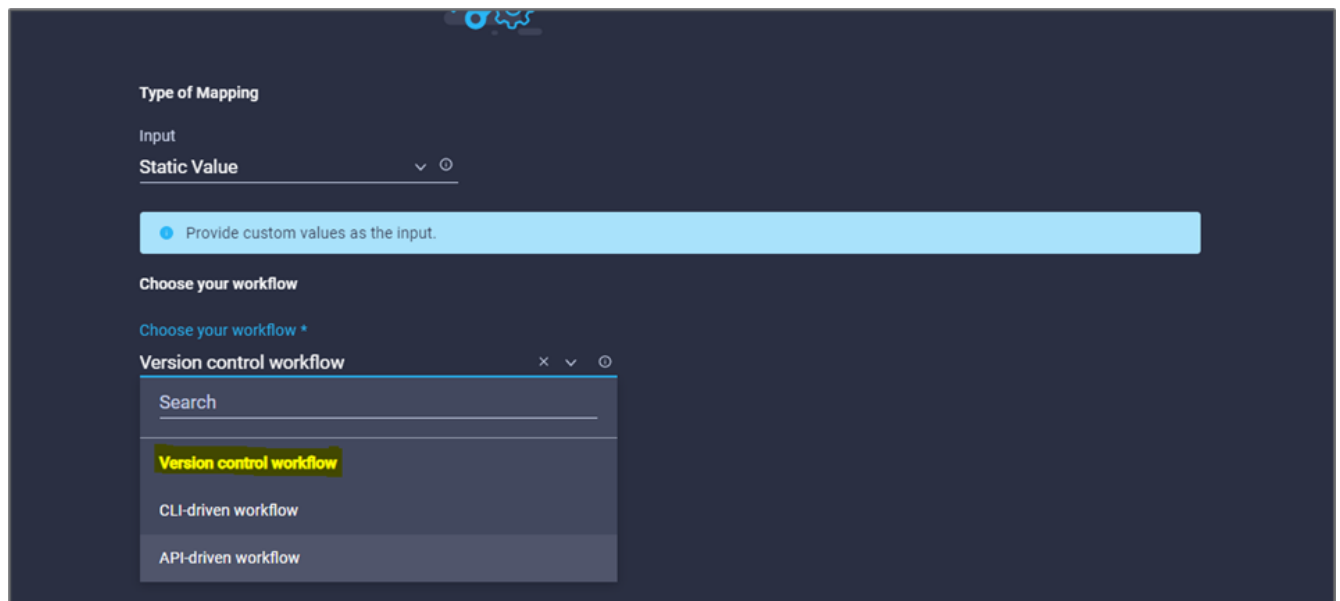 Type of Mapping
Input
Static Value
Provide custom values as the input.
Choose your workflow
Choose your workflow *
Version control workflow
Search
Version control workflow
CLI-driven workflow
API-driven workflow